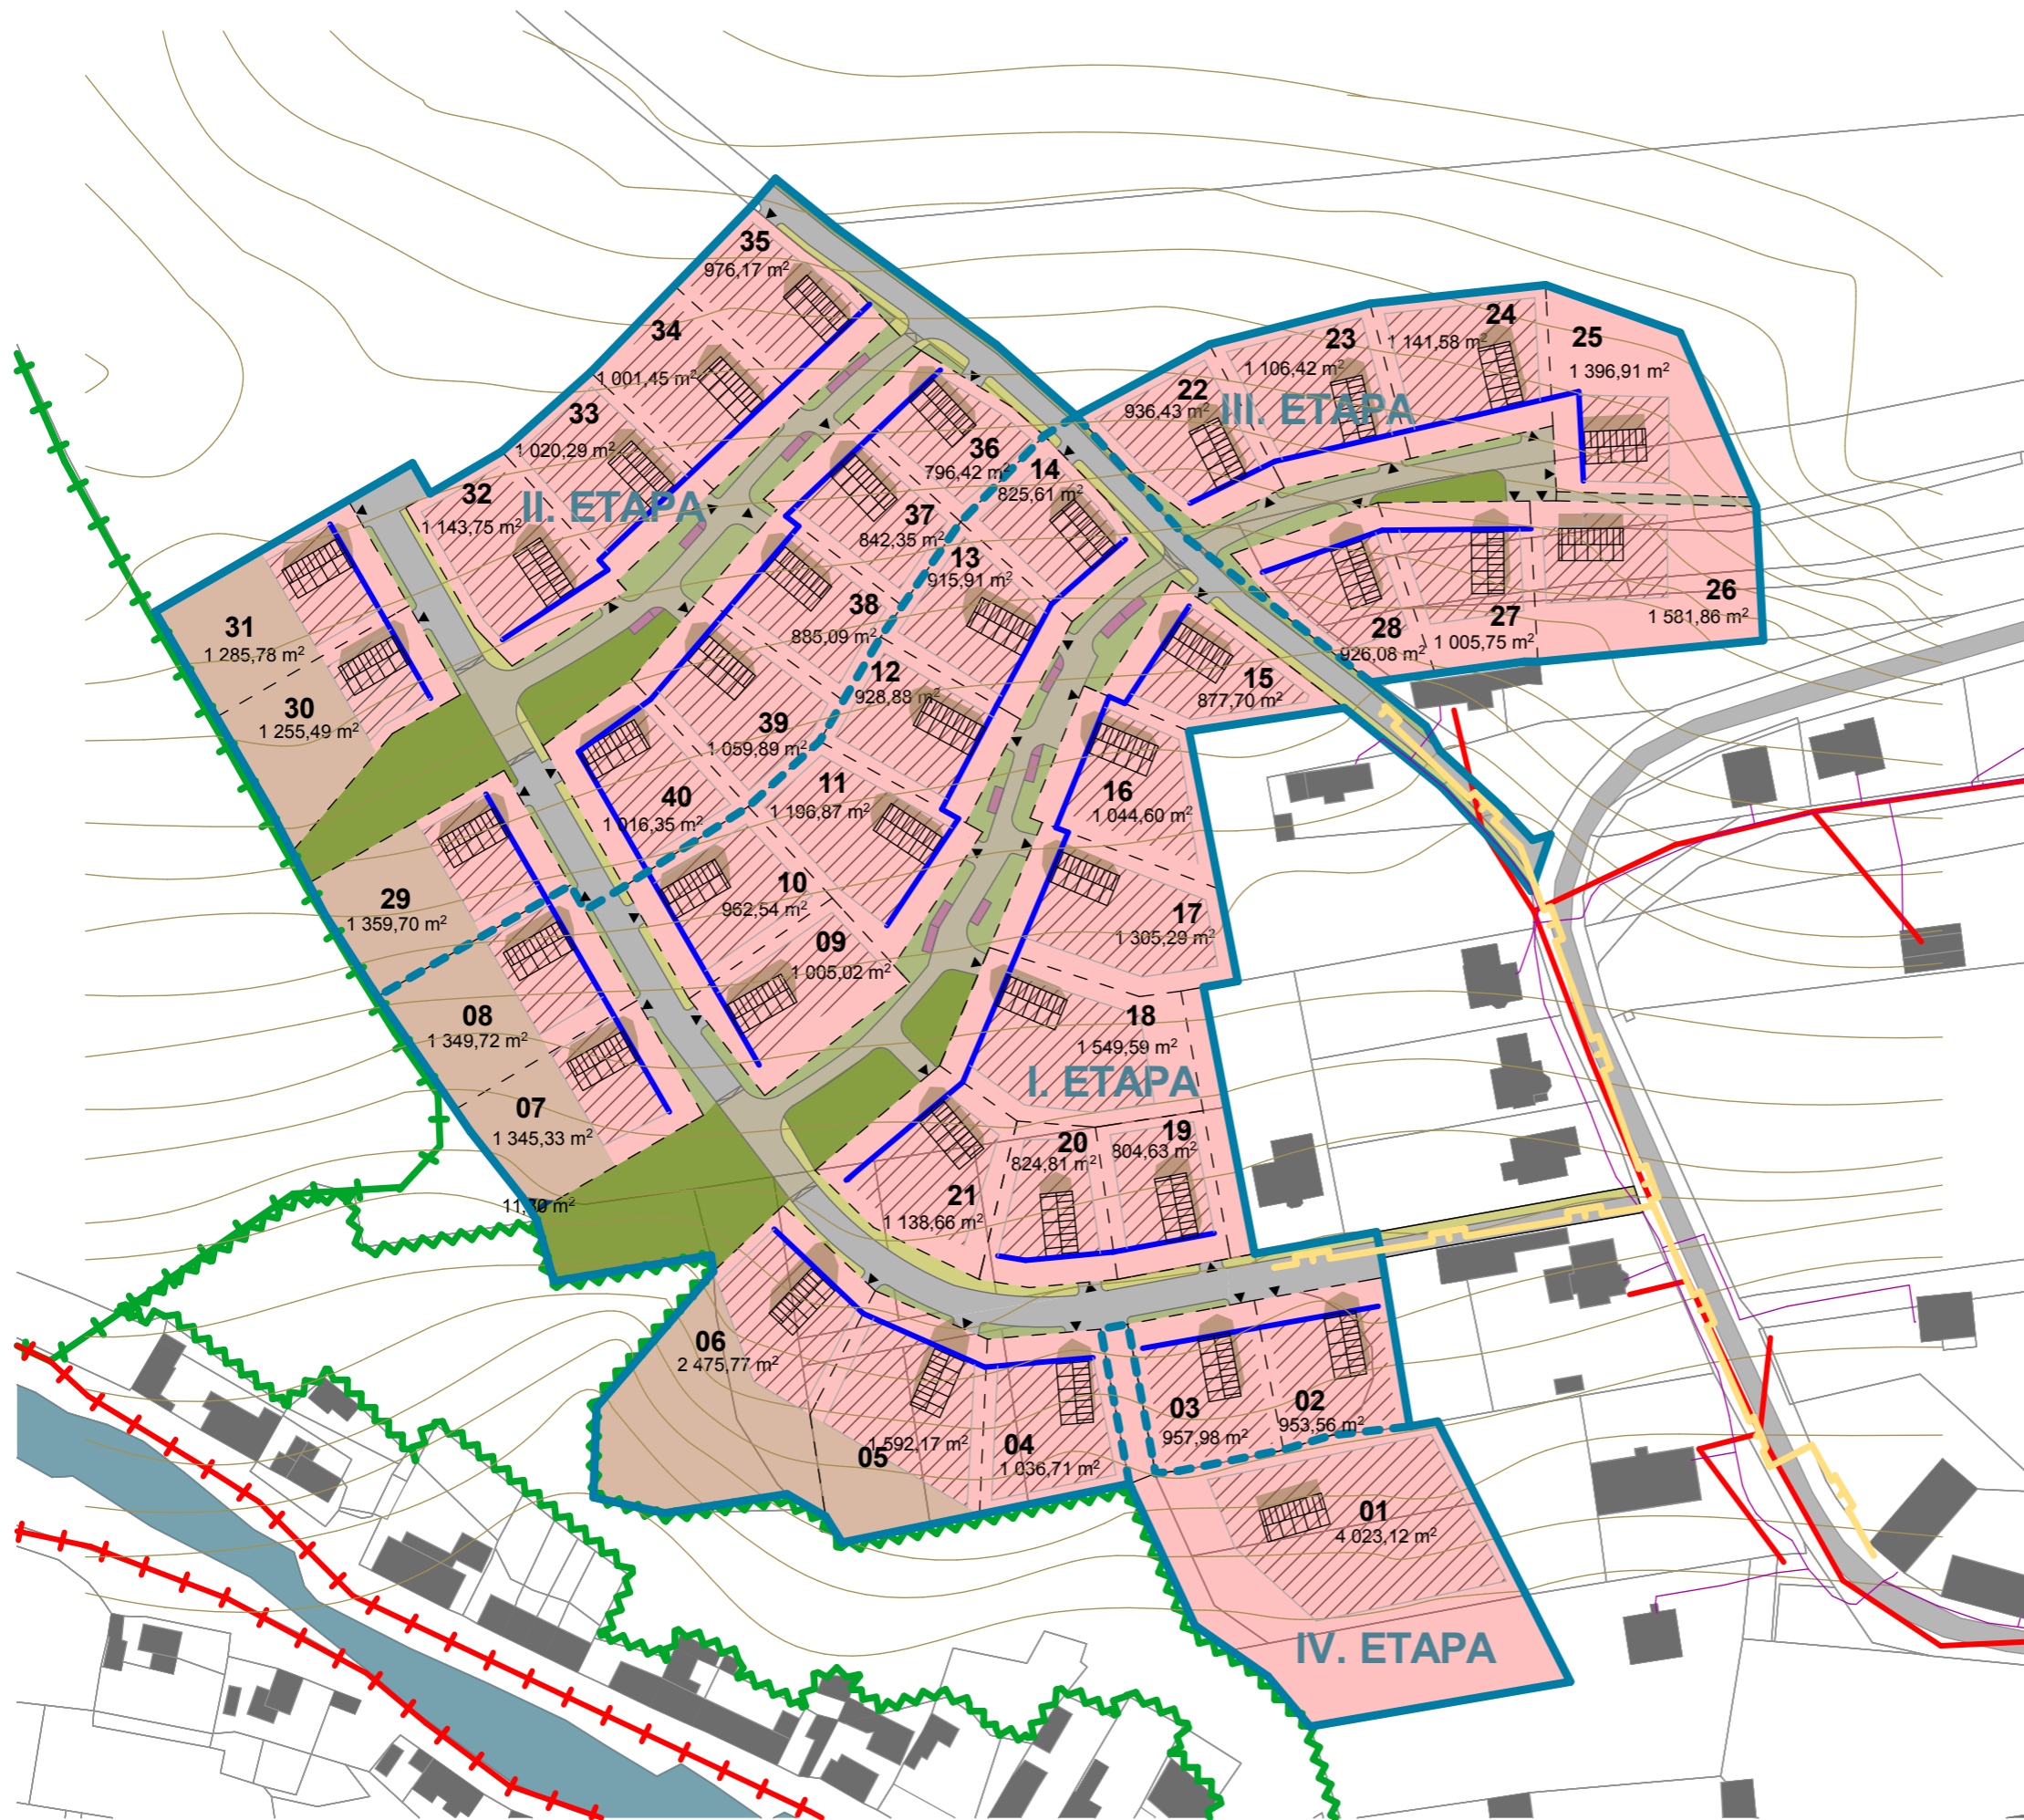 35
976,17 m²
34
1 001,45 m²
33
1 020,29 m²
32
1 143,75 m²
II. ETAPA
31
1 285,78 m²
30
1 255,49 m²
29
1 359,70 m²
36
796,42 m²
37
842,35 m²
38
885,09 m²
39
1 059,89 m²
40
1 016,35 m²
22
936,43 m²
23
1 106,42 m²
24
1 141,58 m²
25
1 396,91 m²
III. ETAPA
26
1 581,86 m²
27
1 005,75 m²
28
926,08 m²
14
825,61 m²
13
915,91 m²
12
928,88 m²
11
1 196,87 m²
10
962,54 m²
09
1 005,02 m²
15
877,70 m²
16
1 044,60 m²
17
1 305,29 m²
18
1 549,59 m²
I. ETAPA
08
1 349,72 m²
07
1 345,33 m²
11,30 m²
19
804,63 m²
20
824,81 m²
21
1 138,66 m²
06
2 475,77 m²
05
1 592,17 m²
04
1 036,71 m²
03
957,98 m²
02
953,56 m²
01
4 023,12 m²
IV. ETAPA